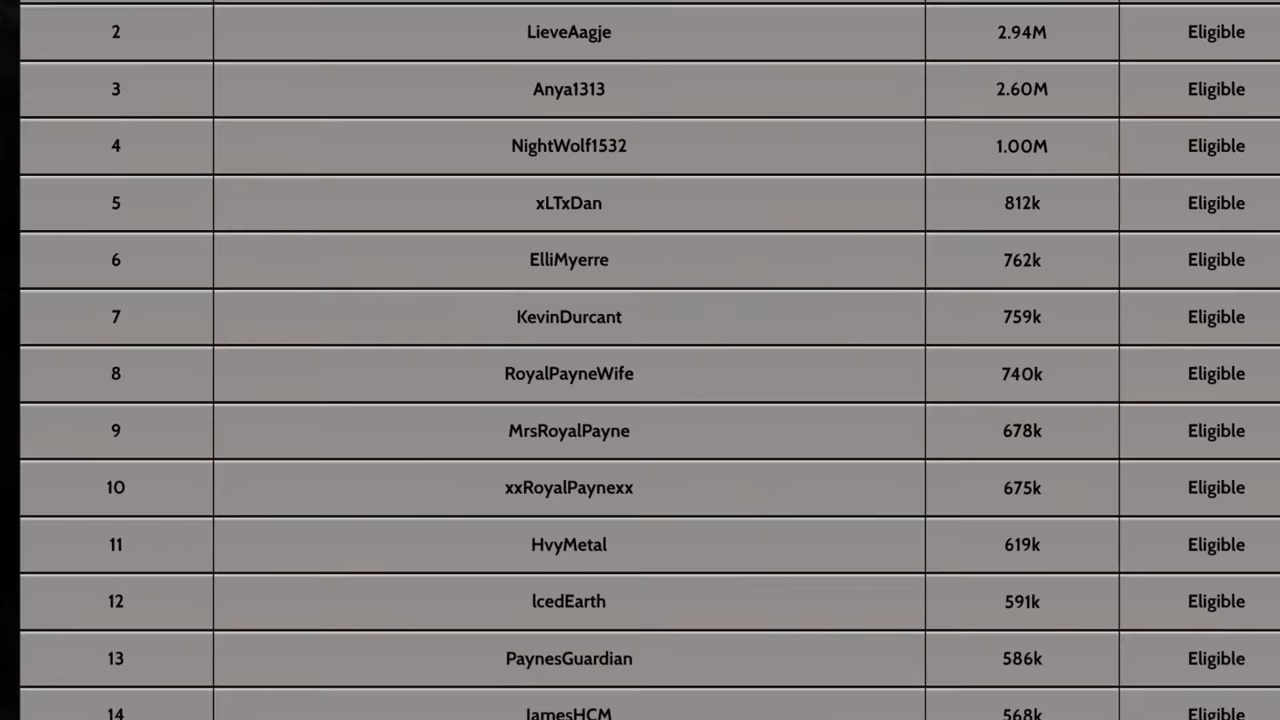 2 LieveAagje 2.94M Eligible
3 Anya1313 2.60M Eligible
4 NightWolf1532 1.00M Eligible
5 xLTxDan 812k Eligible
6 ElliMyerre 762k Eligible
7 KevinDurcant 759k Eligible
8 RoyalPayneWife 740k Eligible
9 MrsRoyalPayne 678k Eligible
10 xxRoyalPaynexx 675k Eligible
11 HvyMetal 619k Eligible
12 IcedEarth 591k Eligible
13 PaynesGuardian 586k Eligible
14 JamesHCM 568k Eligible